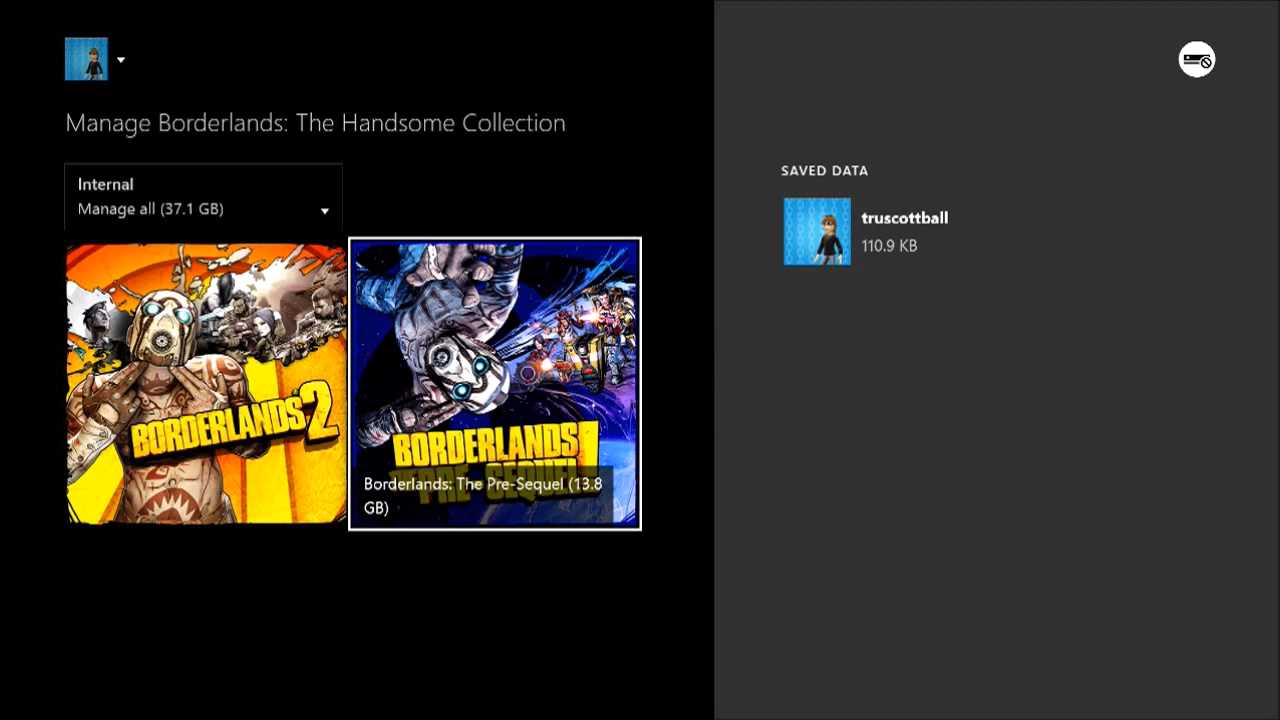 Manage Borderlands: The Handsome Collection
Internal
Manage all (37.1 GB)
BORDERLANDS 2
BORDERLANDS
THE PRE-SEQUEL!
Borderlands: The Pre-Sequel (13.8
GB)
SAVED DATA
truscottball
110.9 KB